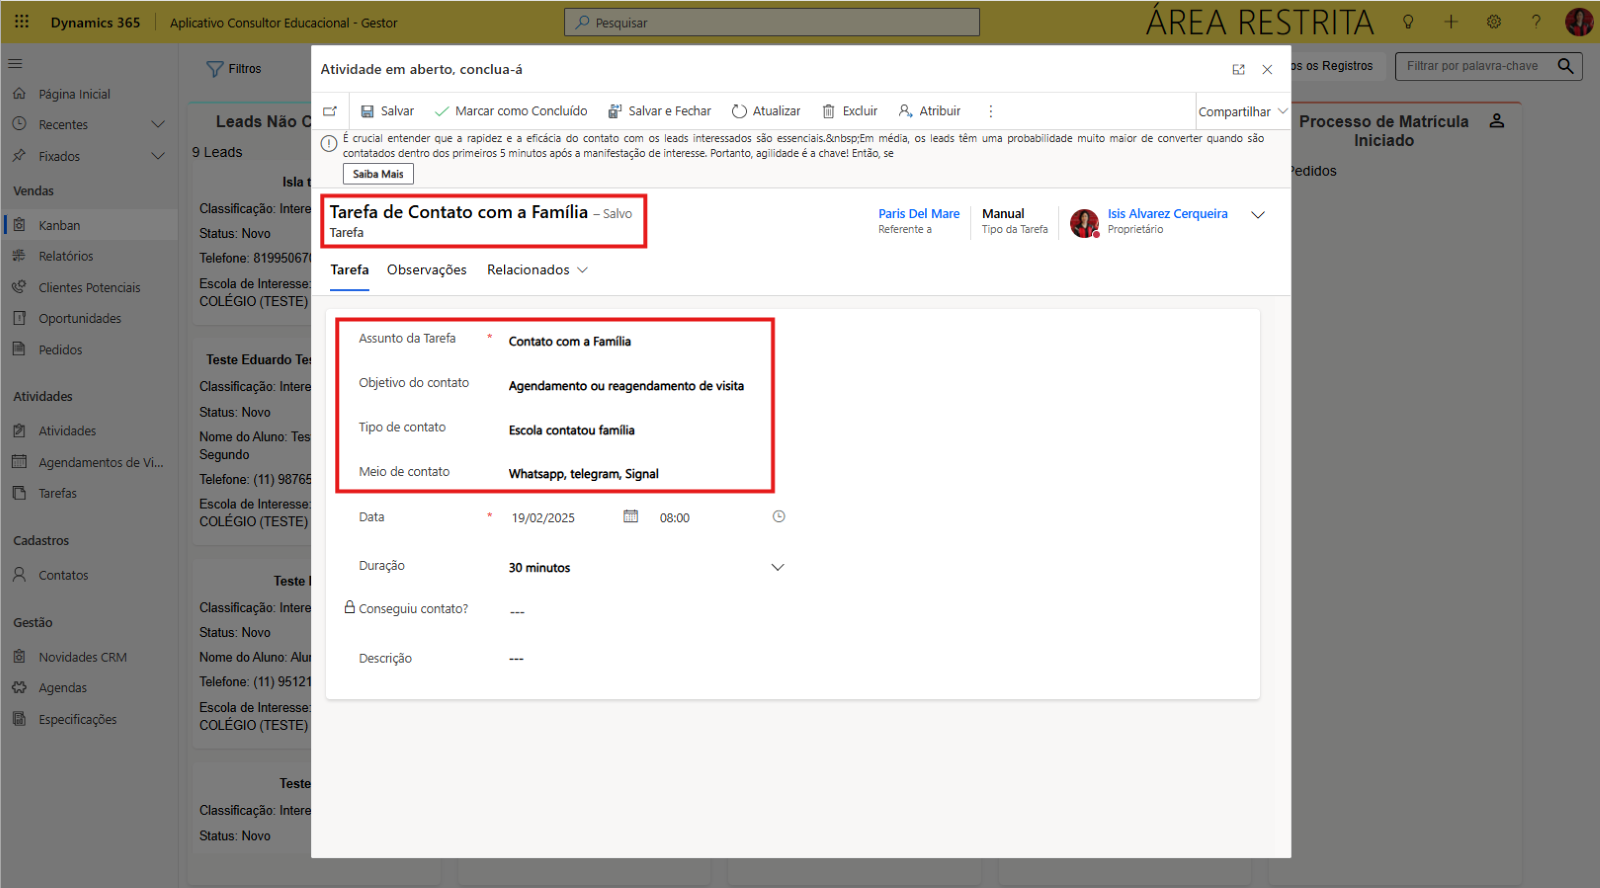 Dynamics 365
Aplicativo Consultor Educacional - Gestor
Pesquisar
ÁREA RESTRITA
Página Inicial
Recentes
Fixados
Vendas
Kanban
Relatórios
Clientes Potenciais
Oportunidades
Pedidos
Atividades
Atividades
Agendamentos de Vi...
Tarefas
Cadastros
Contatos
Gestão
Novidades CRM
Agendas
Especificações
Filtros
os os Registros
Filtrar por palavra-chave
Leads Não C
9 Leads
Isla t
Classificação: Intere
Status: Novo
Telefone: 819950670
Escola de Interesse:
COLÉGIO (TESTE)
Teste Eduardo Tes
Classificação: Intere
Status: Novo
Nome do Aluno: Tes
Segundo
Telefone: (11) 98765
Escola de Interesse:
COLÉGIO (TESTE)
Teste
Classificação: Intere
Status: Novo
Nome do Aluno: Alu
Telefone: (11) 95121
Escola de Interesse:
COLÉGIO (TESTE)
Teste
Classificação: Intere
Status: Novo
Atividade em aberto, conclua-á
Salvar
Marcar como Concluído
Salvar e Fechar
Atualizar
Excluir
Atribuir
Compartilhar
É crucial entender que a rapidez e a eficácia do contato com os leads interessados são essenciais.&nbsp;Em média, os leads têm uma probabilidade muito maior de converter quando são
contatados dentro dos primeiros 5 minutos após a manifestação de interesse. Portanto, agilidade é a chave! Então, se
Saiba Mais
Tarefa de Contato com a Família – Salvo
Tarefa
Paris Del Mare
Referente a
Manual
Tipo da Tarefa
Isis Alvarez Cerqueira
Proprietário
Tarefa
Observações
Relacionados
Assunto da Tarefa * Contato com a Família
Objetivo do contato Agendamento ou reagendamento de visita
Tipo de contato Escola contatou família
Meio de contato Whatsapp, telegram, Signal
Data * 19/02/2025 08:00
Duração 30 minutos
Conseguiu contato? ---
Descrição ---
Processo de Matricula
Iniciado
Pedidos